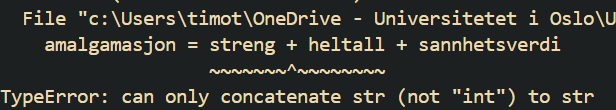 File "c:\Users\timot\OneDrive - Universitetet i Oslo\U
amalgamasjon = streng + heltall + sannhetsverdi
~~~~~~~^~~~~~~~~
TypeError: can only concatenate str (not "int") to str